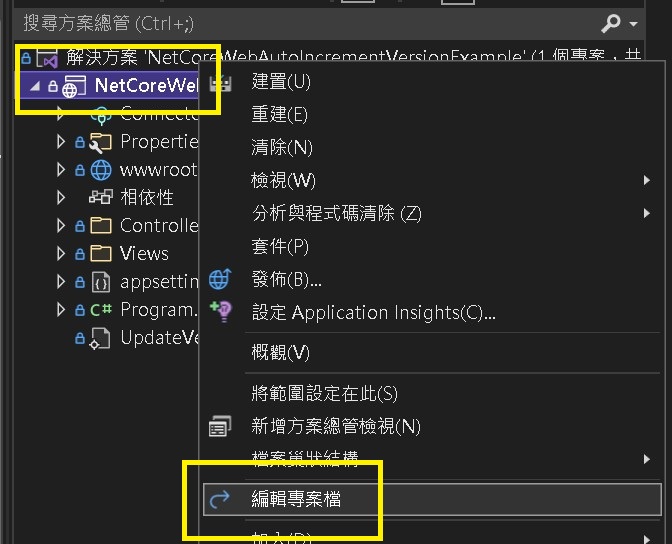 搜尋方案總管 (Ctrl+;)
解決方案 'NetCoreWebAutoIncrementVersionExample' (1 個專案，共
NetCoreWeb
Connecte
Propertie
wwwroot
相依性
Controlle
Views
appsettin
Program.
UpdateVe
建置(U)
重建(E)
清除(N)
檢視(W)
分析與程式碼清除 (Z)
套件(P)
發佈(B)...
設定 Application Insights(C)...
概觀(V)
將範圍設定在此(S)
新增方案總管檢視(N)
檔案巢狀結構
編輯專案檔
加入(D)